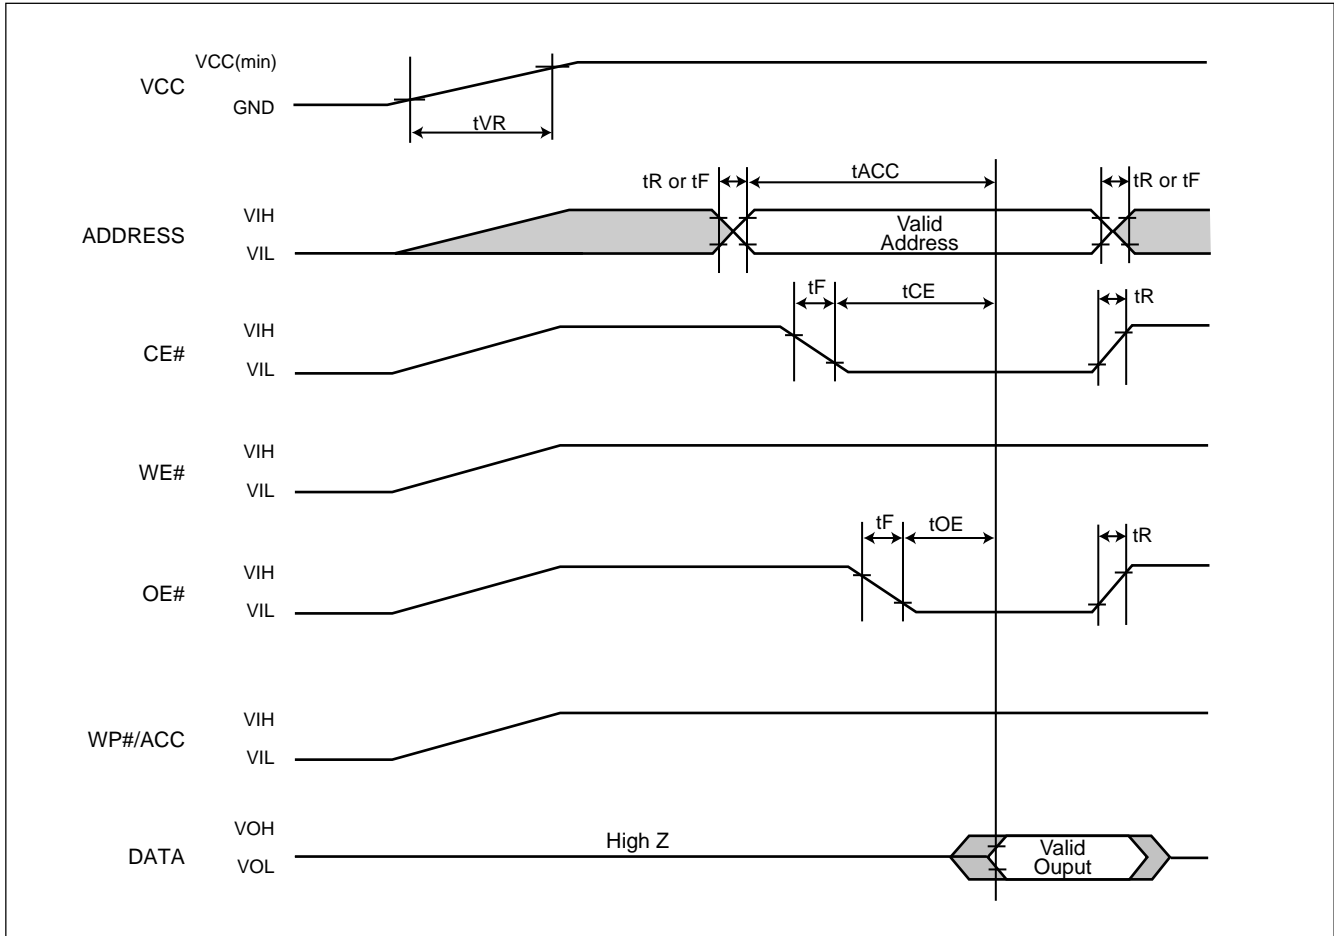 VCC(min)
VCC
GND
tVR
tR or tF
tACC
tR or tF
VIH
ADDRESS
VIL
Valid
Address
tF
tCE
tR
VIH
CE#
VIL
VIH
WE#
VIL
tF
tOE
tR
VIH
OE#
VIL
VIH
WP#/ACC
VIL
VOH
DATA
VOL
High Z
Valid
Ouput